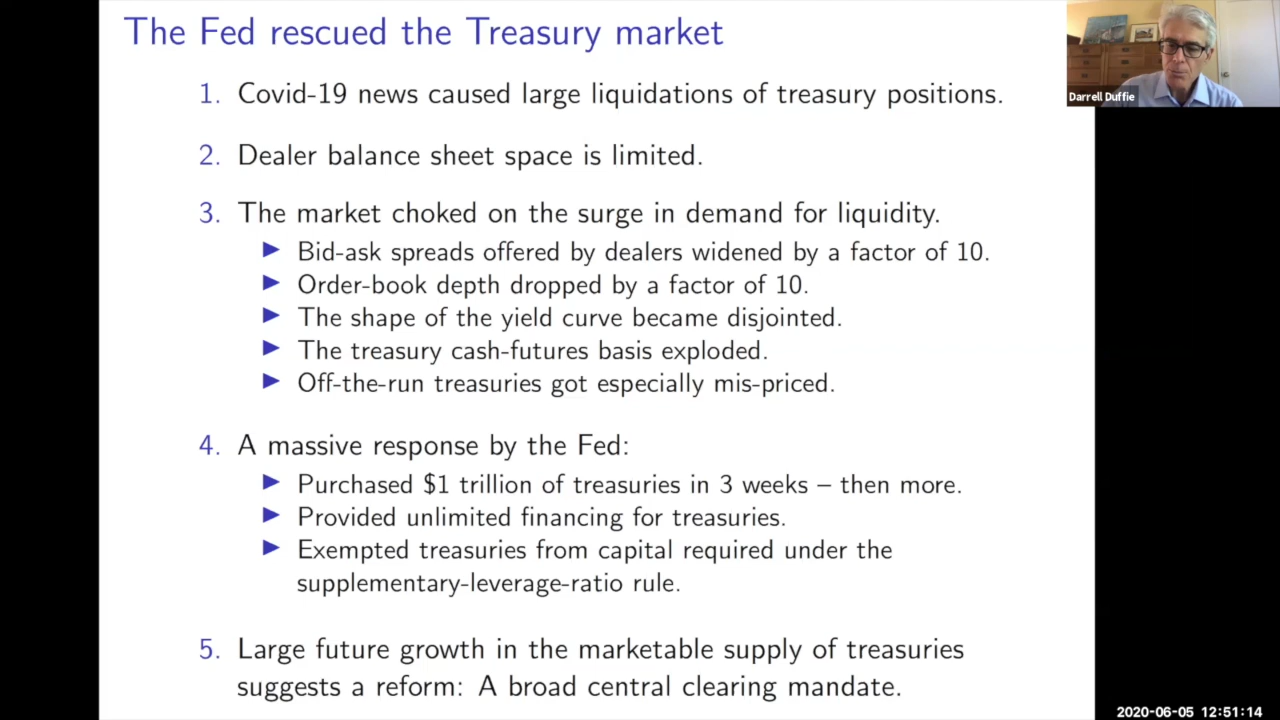 The Fed rescued the Treasury market
1. Covid-19 news caused large liquidations of treasury positions.
2. Dealer balance sheet space is limited.
3. The market choked on the surge in demand for liquidity.
▶ Bid-ask spreads offered by dealers widened by a factor of 10.
▶ Order-book depth dropped by a factor of 10.
▶ The shape of the yield curve became disjointed.
▶ The treasury cash-futures basis exploded.
▶ Off-the-run treasuries got especially mis-priced.
4. A massive response by the Fed:
▶ Purchased $1 trillion of treasuries in 3 weeks – then more.
▶ Provided unlimited financing for treasuries.
▶ Exempted treasuries from capital required under the
supplementary-leverage-ratio rule.
5. Large future growth in the marketable supply of treasuries
suggests a reform: A broad central clearing mandate.
Darrell Duffie
2020-06-05 12:51:14